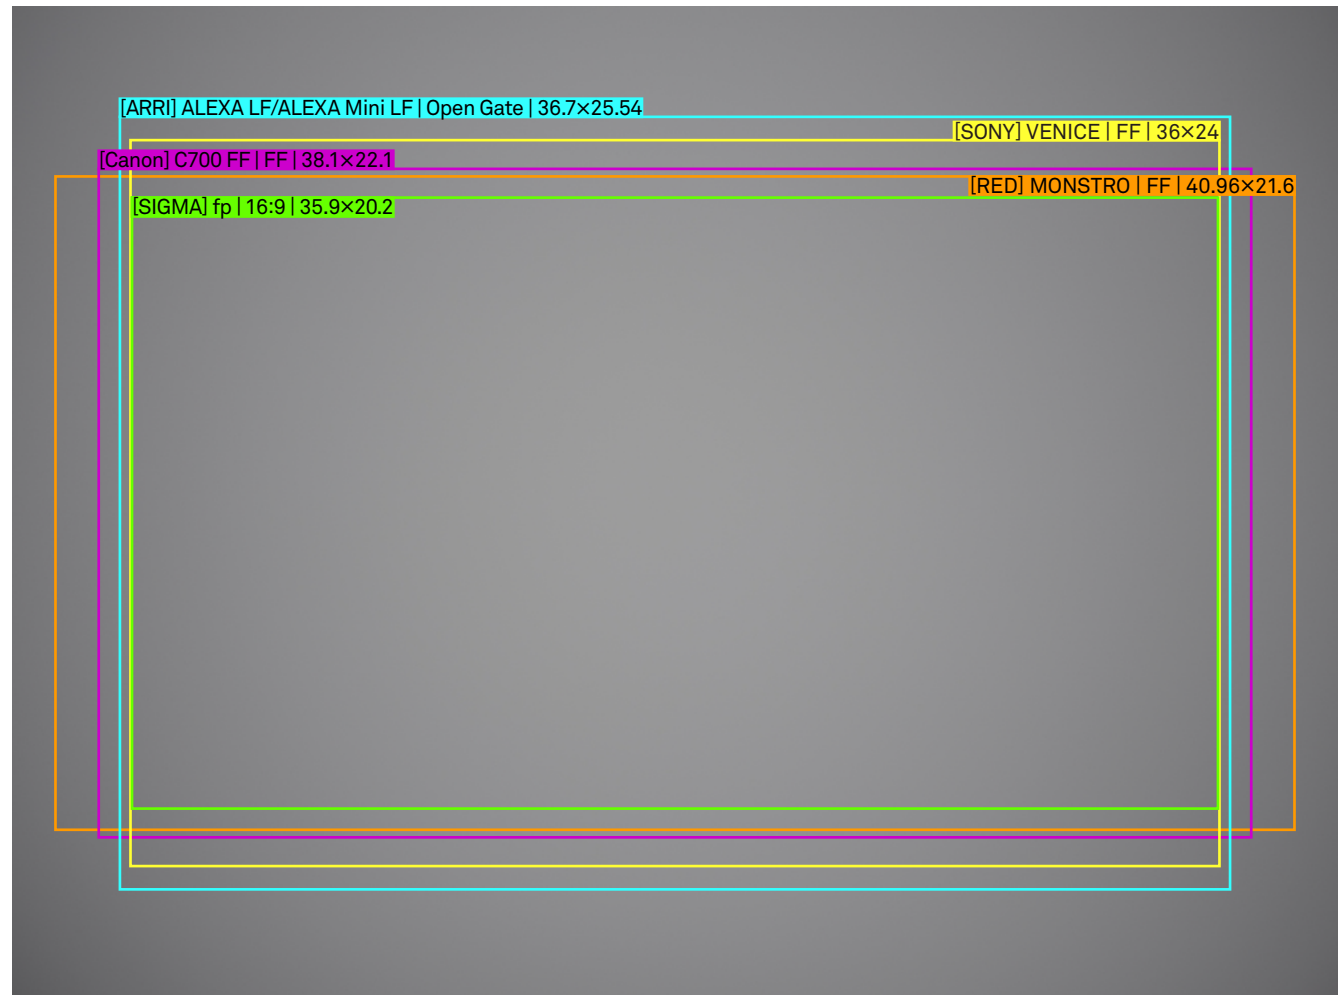 [ARRI] ALEXA LF/ALEXA Mini LF | Open Gate | 36.7×25.54
[SONY] VENICE | FF | 36×24
[Canon] C700 FF | FF | 38.1×22.1
[RED] MONSTRO | FF | 40.96×21.6
[SIGMA] fp | 16:9 | 35.9×20.2